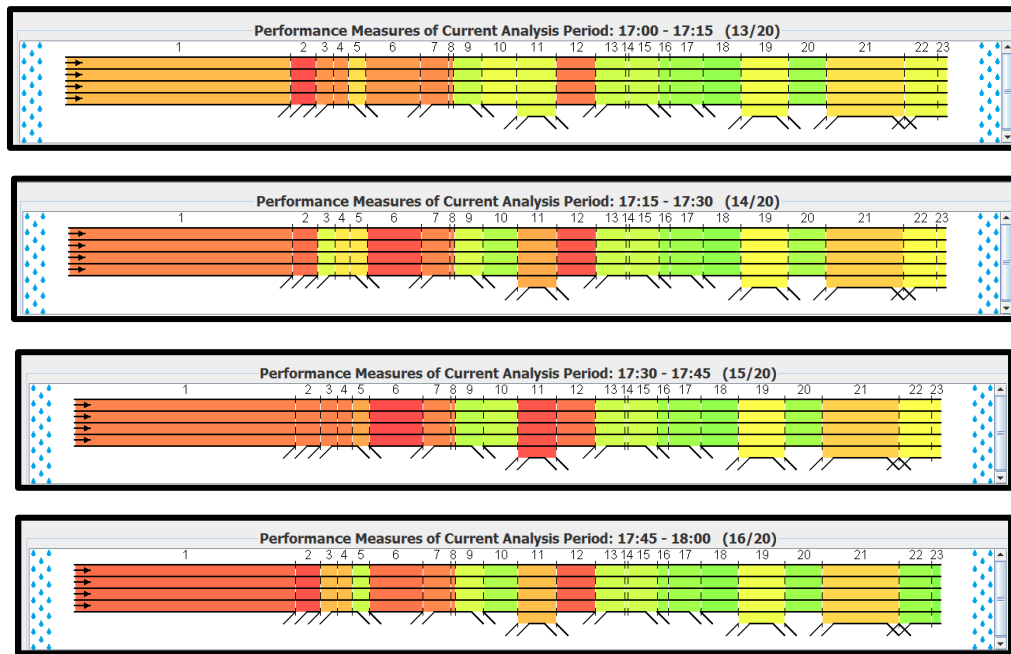 Performance Measures of Current Analysis Period: 17:00 - 17:15 (13/20)
1 2 3 4 5 6 7 8 9 10 11 12 13 14 15 16 17 18 19 20 21 22 23
Performance Measures of Current Analysis Period: 17:15 - 17:30 (14/20)
1 2 3 4 5 6 7 8 9 10 11 12 13 14 15 16 17 18 19 20 21 22 23
Performance Measures of Current Analysis Period: 17:30 - 17:45 (15/20)
1 2 3 4 5 6 7 8 9 10 11 12 13 14 15 16 17 18 19 20 21 22 23
Performance Measures of Current Analysis Period: 17:45 - 18:00 (16/20)
1 2 3 4 5 6 7 8 9 10 11 12 13 14 15 16 17 18 19 20 21 22 23